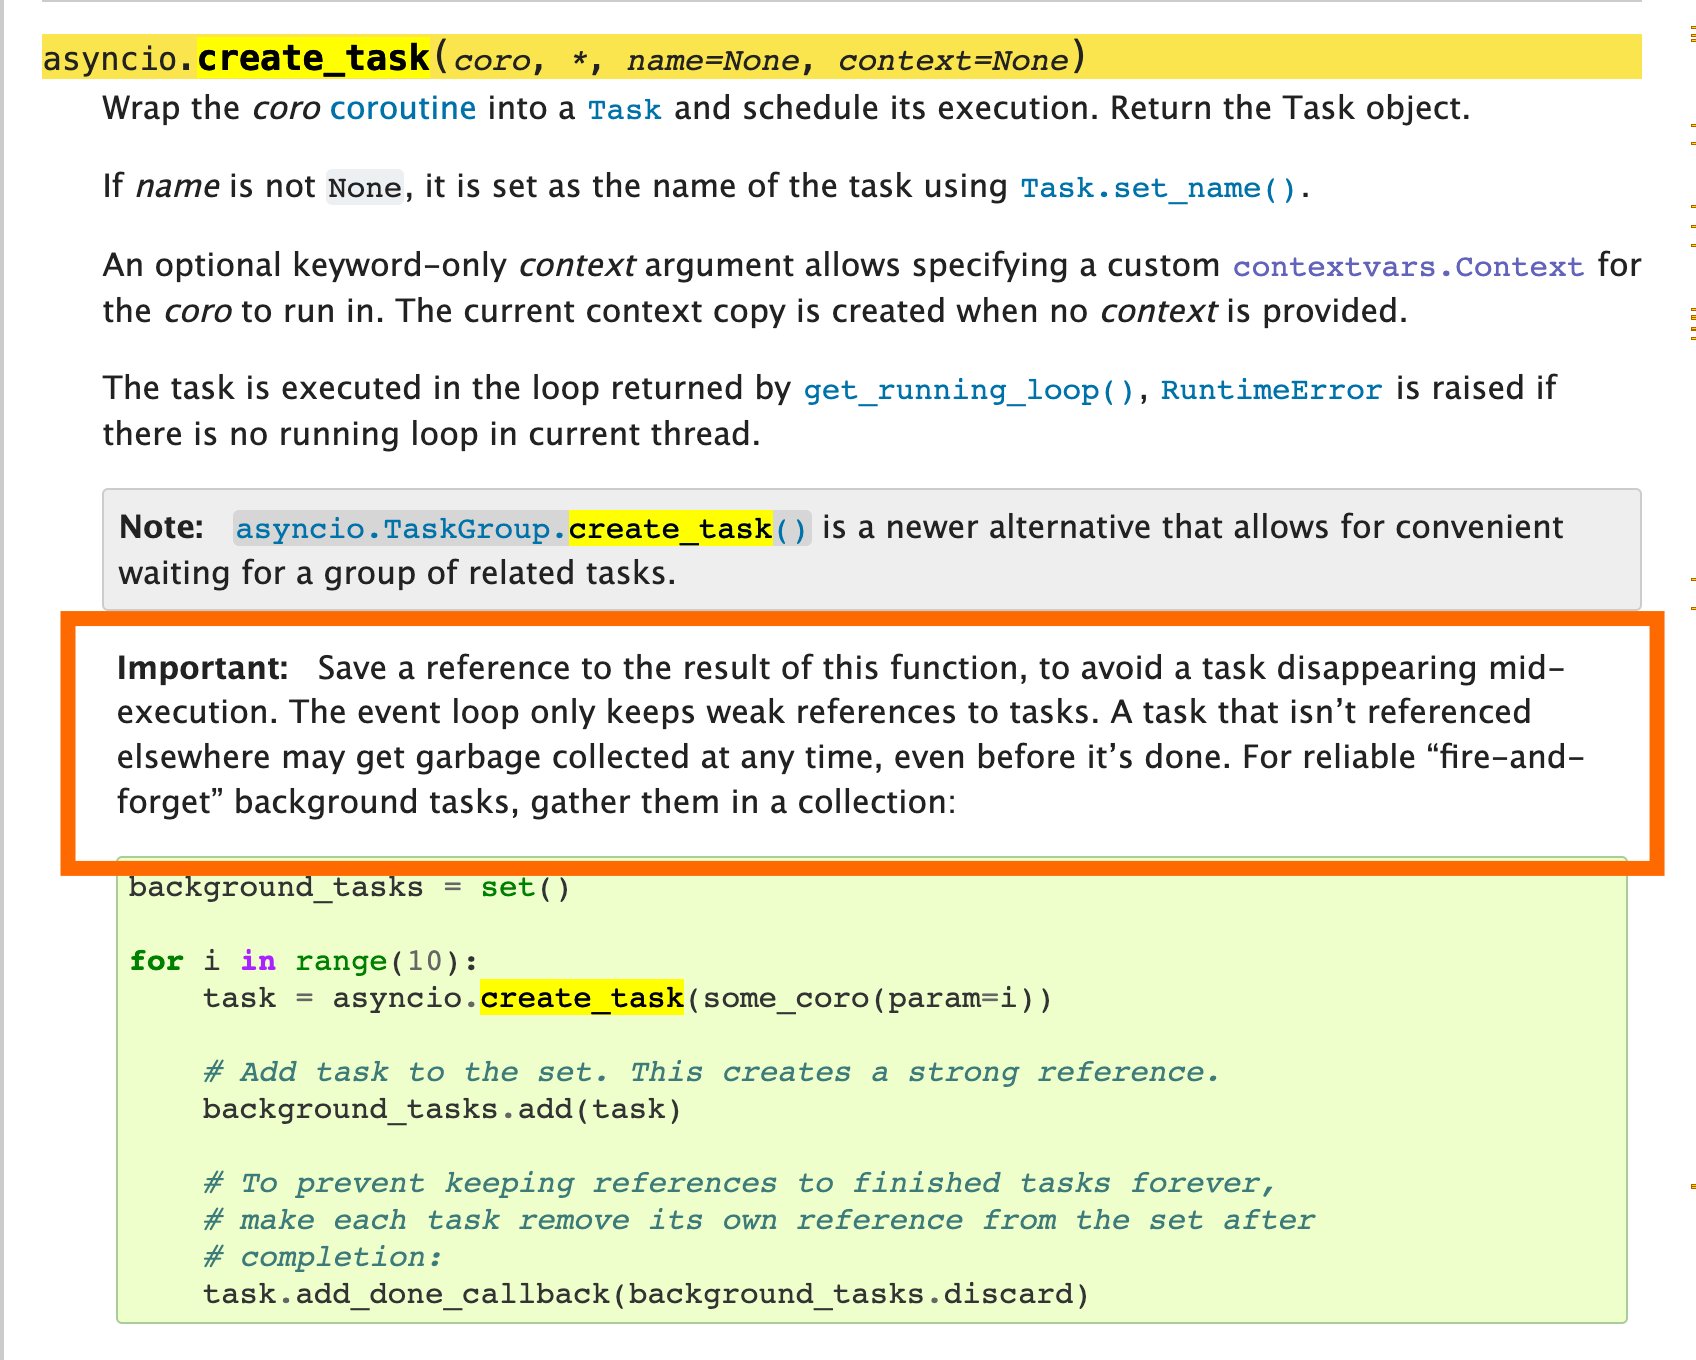 asyncio.create_task(coro, *, name=None, context=None)
Wrap the coro coroutine into a Task and schedule its execution. Return the Task object.
If name is not None, it is set as the name of the task using Task.set_name().
An optional keyword-only context argument allows specifying a custom contextvars.Context for
the coro to run in. The current context copy is created when no context is provided.
The task is executed in the loop returned by get_running_loop(), RuntimeError is raised if
there is no running loop in current thread.
Note: asyncio.TaskGroup.create_task() is a newer alternative that allows for convenient
waiting for a group of related tasks.
Important: Save a reference to the result of this function, to avoid a task disappearing mid-
execution. The event loop only keeps weak references to tasks. A task that isn’t referenced
elsewhere may get garbage collected at any time, even before it’s done. For reliable “fire-and-
forget” background tasks, gather them in a collection:
background_tasks = set()
for i in range(10):
    task = asyncio.create_task(some_coro(param=i))
    # Add task to the set. This creates a strong reference.
    background_tasks.add(task)
    # To prevent keeping references to finished tasks forever,
    # make each task remove its own reference from the set after
    # completion:
    task.add_done_callback(background_tasks.discard)